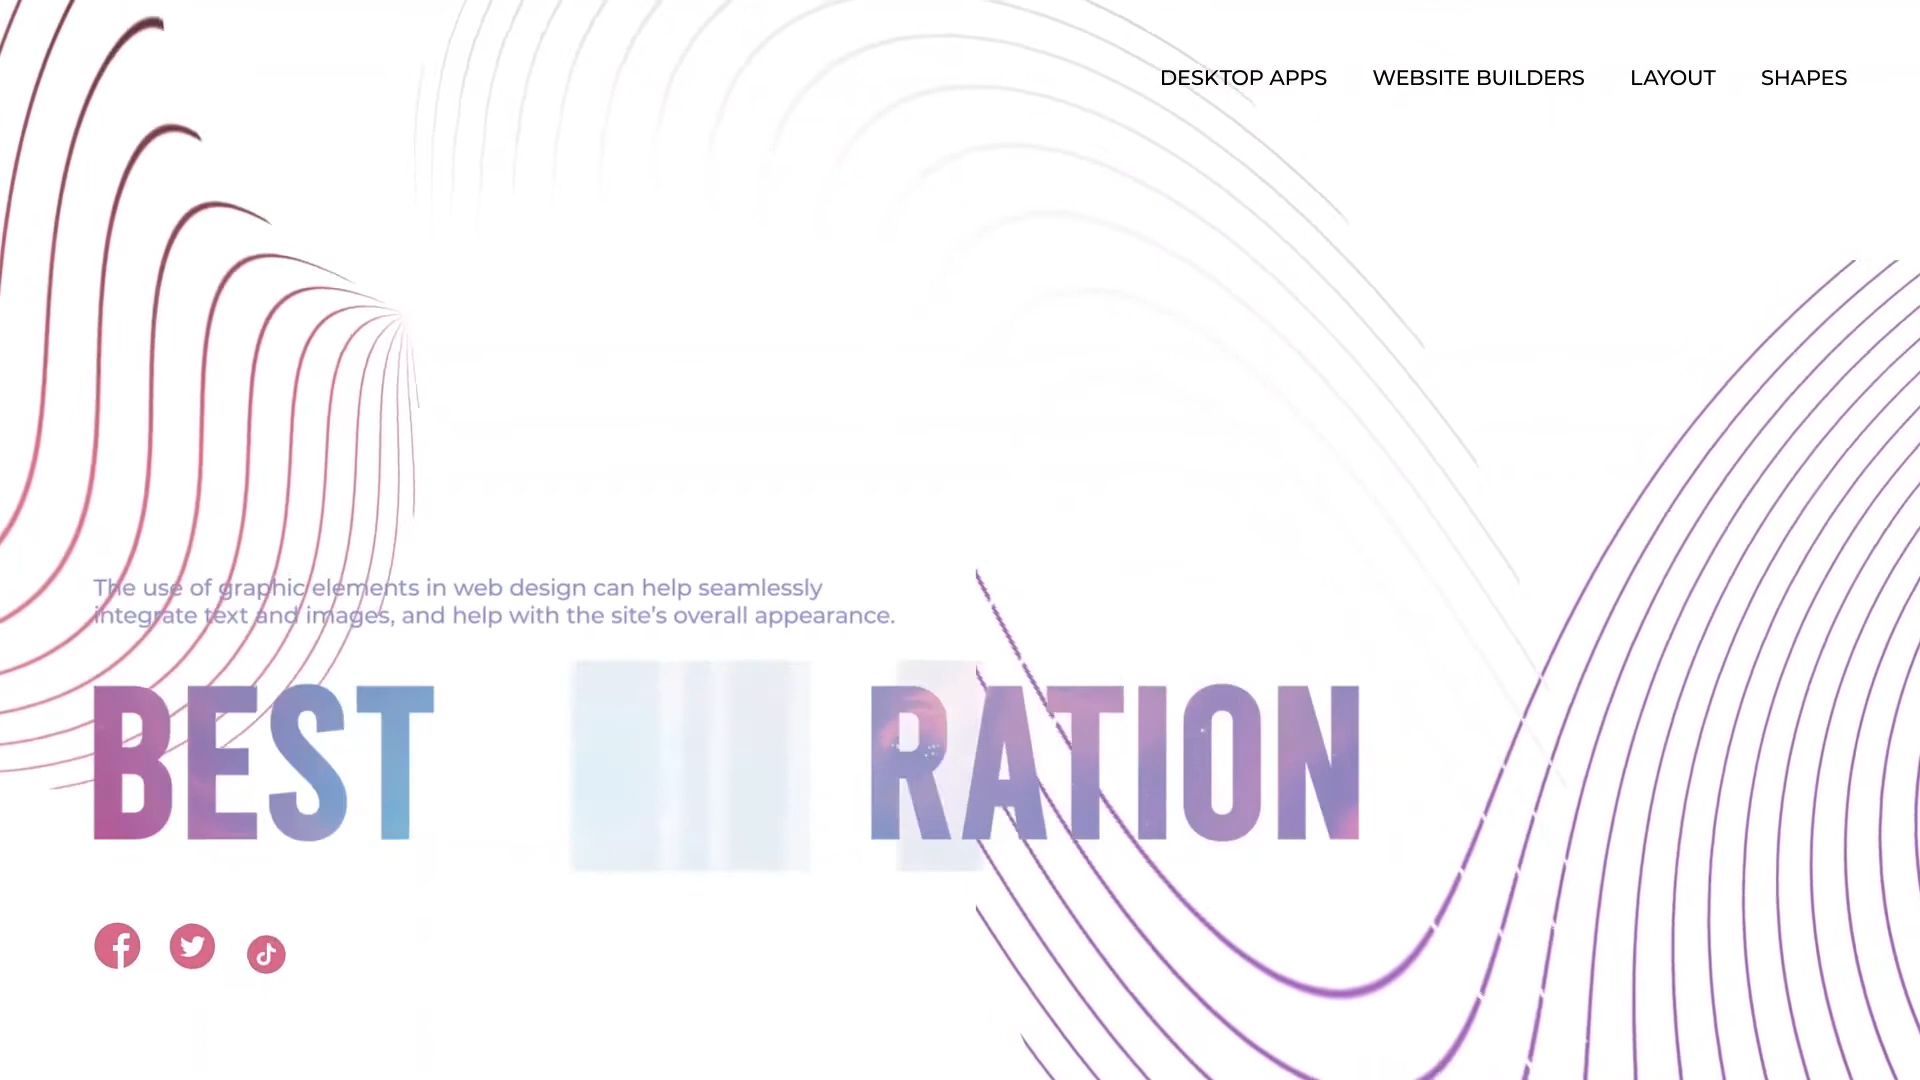 DESKTOP APPS WEBSITE BUILDERS LAYOUT SHAPES
The use of graphic elements in web design can help seamlessly
integrate text and images, and help with the site's overall appearance.
BEST RATION